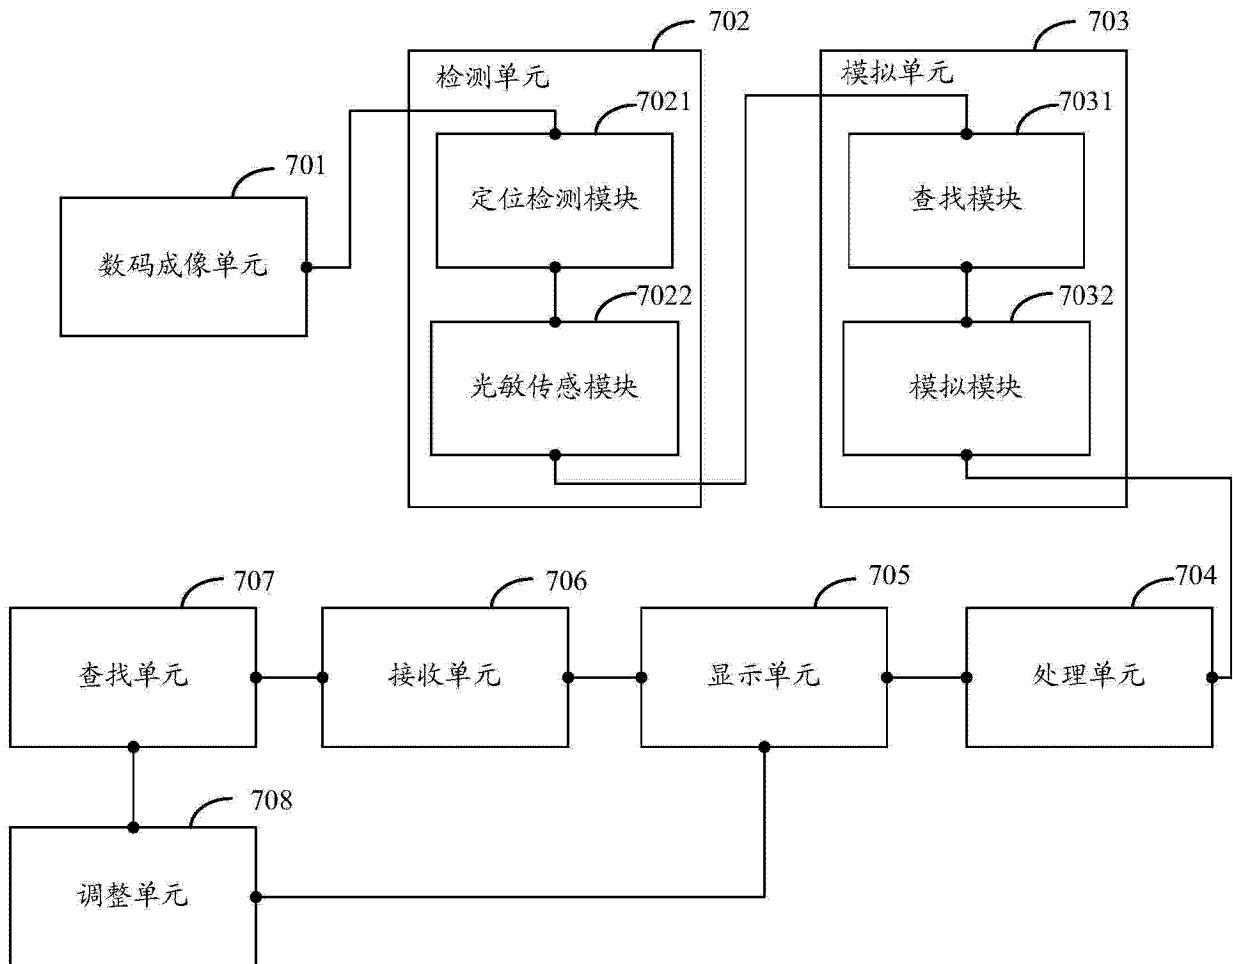 702
703
检测单元
模拟单元
7021
7031
701
定位检测模块
查找模块
数码成像单元
7022
7032
光敏传感模块
模拟模块
707
706
705
704
查找单元
接收单元
显示单元
处理单元
708
调整单元